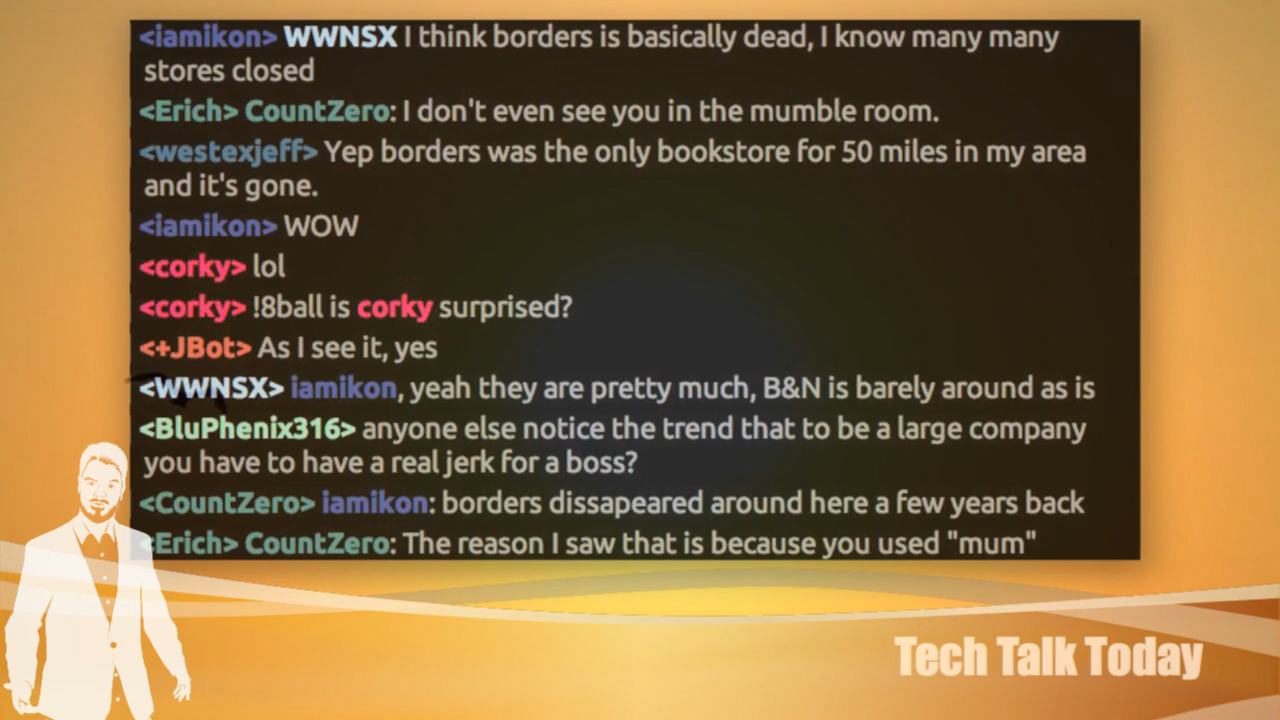 <iamikon> WWNSX I think borders is basically dead, I know many many
stores closed
<Erich> CountZero: I don't even see you in the mumble room.
<westexjeff> Yep borders was the only bookstore for 50 miles in my area
and it's gone.
<iamikon> WOW
<corky> lol
<corky> !8ball is corky surprised?
<+JBot> As I see it, yes
<WWNSX> iamikon, yeah they are pretty much, B&N is barely around as is
<BluPhenix316> anyone else notice the trend that to be a large company
you have to have a real jerk for a boss?
<CountZero> iamikon: borders dissapeared around here a few years back
<Erich> CountZero: The reason I saw that is because you used "mum"
Tech Talk Today